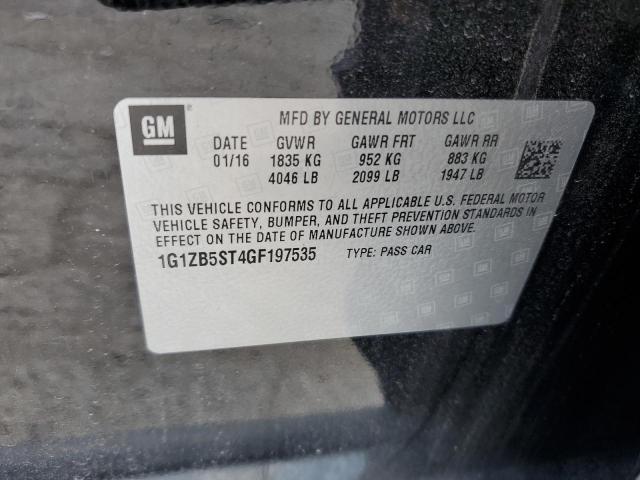 GM
MFD BY GENERAL MOTORS LLC
DATE GVWR GAWR FRT GAWR RR
01/16 1835 KG 952 KG 883 KG
4046 LB 2099 LB 1947 LB
THIS VEHICLE CONFORMS TO ALL APPLICABLE U.S. FEDERAL MOTOR
VEHICLE SAFETY, BUMPER, AND THEFT PREVENTION STANDARDS IN
EFFECT ON THE DATE OF MANUFACTURE SHOWN ABOVE.
1G1ZB5ST4GF197535 TYPE: PASS CAR